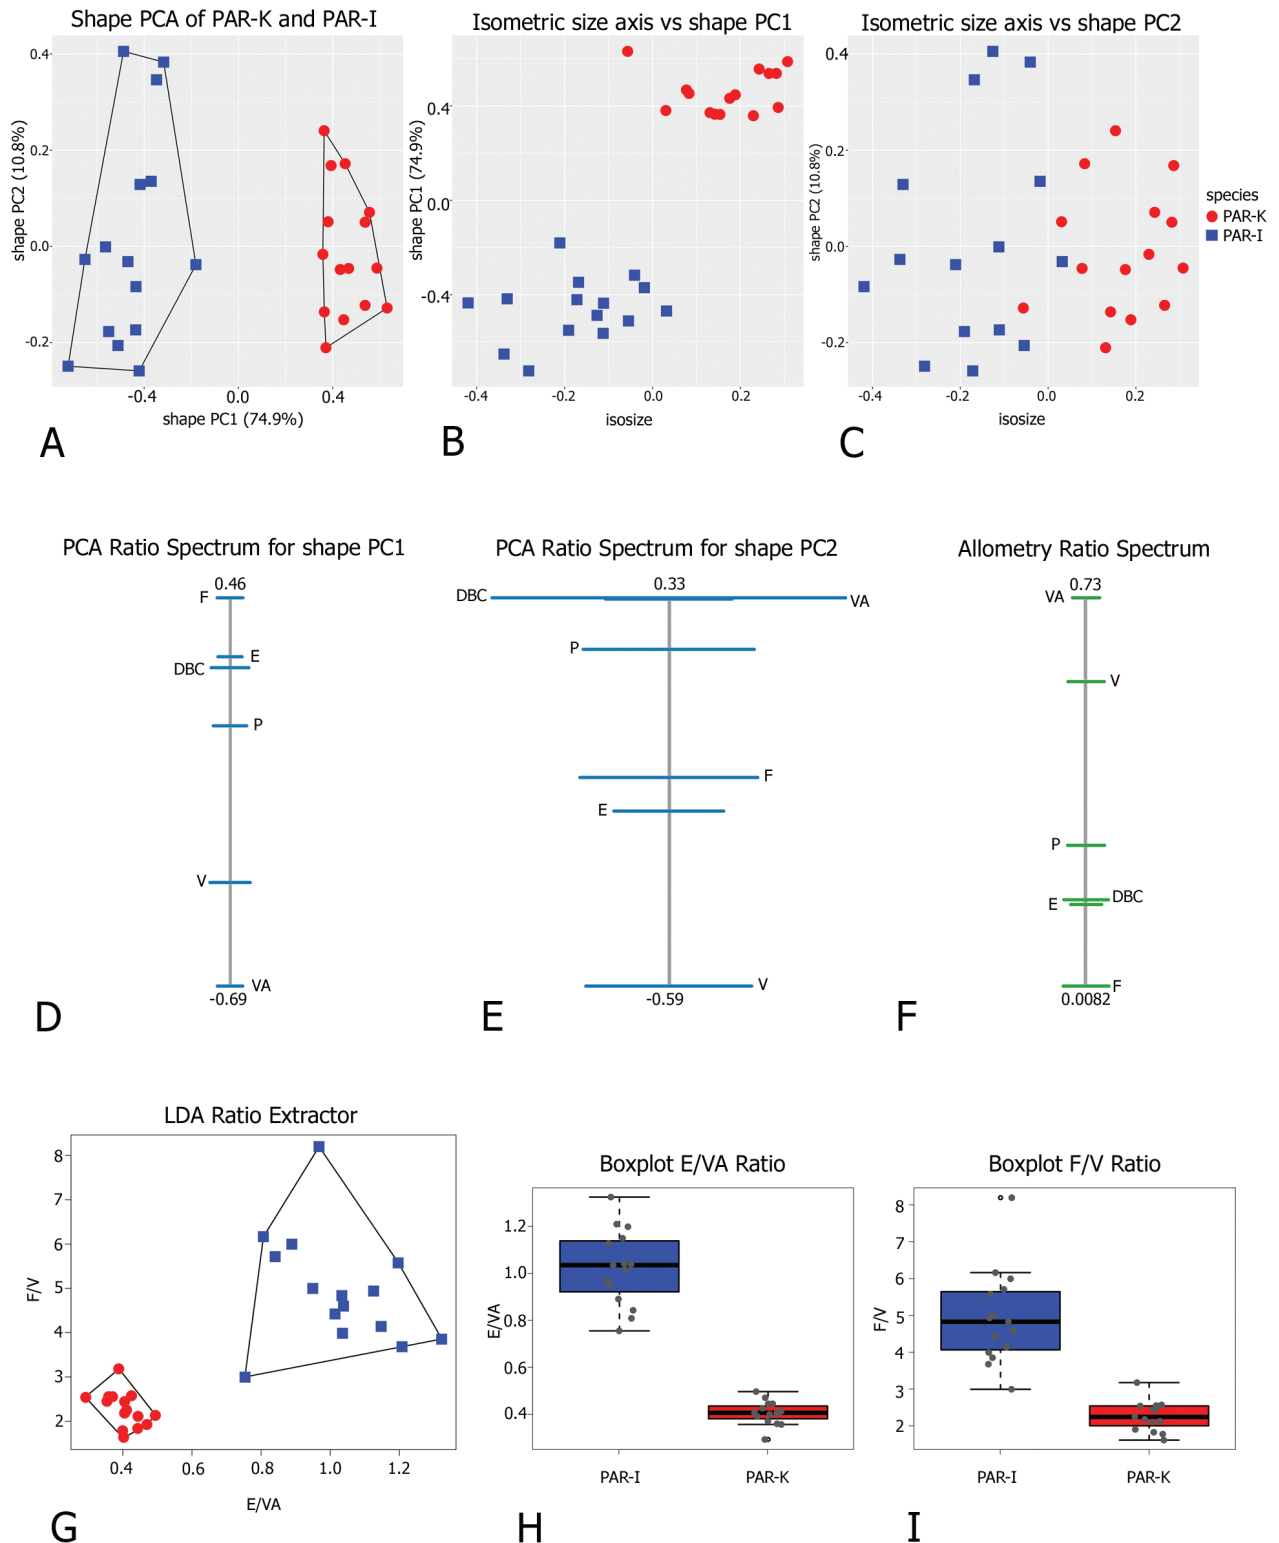 Shape PCA of PAR-K and PAR-I
0.4
0.2
0.0
-0.2
shape PC2 (10.8%)
-0.4
0.0
0.4
shape PC1 (74.9%)
A
Isometric size axis vs shape PC1
0.4
0.0
-0.4
shape PC1 (74.9%)
-0.4
-0.2
0.0
0.2
isosize
B
Isometric size axis vs shape PC2
0.4
0.2
0.0
-0.2
shape PC2 (10.8%)
-0.4
-0.2
0.0
0.2
isosize
C
species
PAR-K
PAR-I
PCA Ratio Spectrum for shape PC1
0.46
F
E
DBC
P
V
VA
-0.69
D
PCA Ratio Spectrum for shape PC2
0.33
DBC
VA
P
F
E
V
-0.59
E
Allometry Ratio Spectrum
0.73
VA
V
P
DBC
E
F
0.0082
F
LDA Ratio Extractor
8
7
6
5
4
3
2
F/V
0.4
0.6
0.8
1.0
1.2
E/VA
G
Boxplot E/VA Ratio
1.2
1.0
0.8
0.6
0.4
E/VA
PAR-I
PAR-K
H
Boxplot F/V Ratio
8
7
6
5
4
3
2
F/V
PAR-I
PAR-K
I